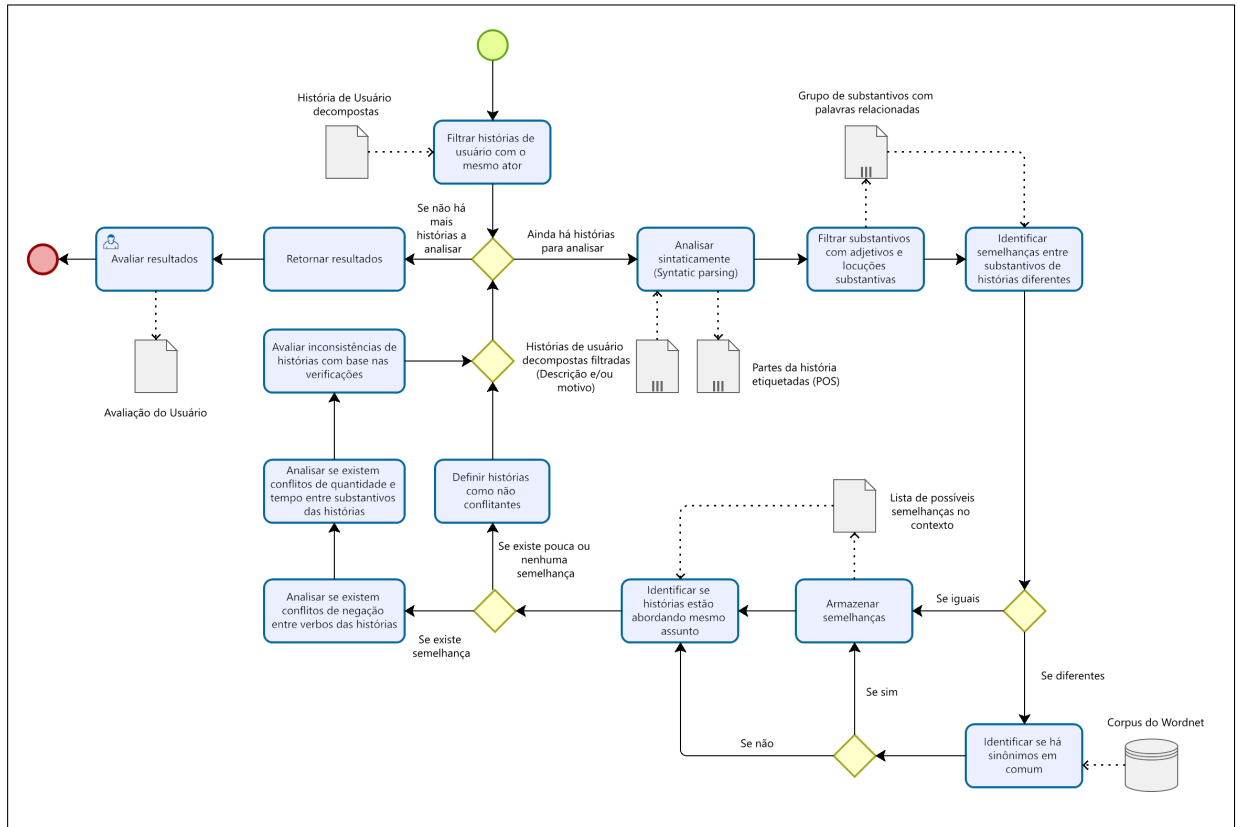 História de Usuário
decompostas
Filtrar histórias de
usuário com o
mesmo ator
Grupo de substantivos com
palavras relacionadas
Se não há
mais
histórias a
analisar
Ainda há histórias
para analisar
Avaliar resultados
Retornar resultados
Analisar
sintaticamente
(Syntatic parsing)
Filtrar substantivos
com adjetivos e
locuções
substantivas
Identificar
semelhanças entre
substantivos de
histórias diferentes
Avaliar inconsistências de
histórias com base nas
verificações
Histórias de usuário
decompostas filtradas
(Descrição e/ou
motivo)
Partes da história
etiquetadas (POS)
Avaliação do Usuário
Analisar se existem
conflitos de quantidade e
tempo entre substantivos
das histórias
Definir histórias
como não
conflitantes
Lista de possíveis
semelhanças no
contexto
Se existe pouca ou
nenhuma
semelhança
Analisar se existem
conflitos de negação
entre verbos das histórias
Se existe
semelhança
Identificar se
histórias estão
abordando mesmo
assunto
Armazenar
semelhanças
Se iguais
Se diferentes
Se sim
Se não
Identificar se há
sinônimos em
comum
Corpus do Wordnet